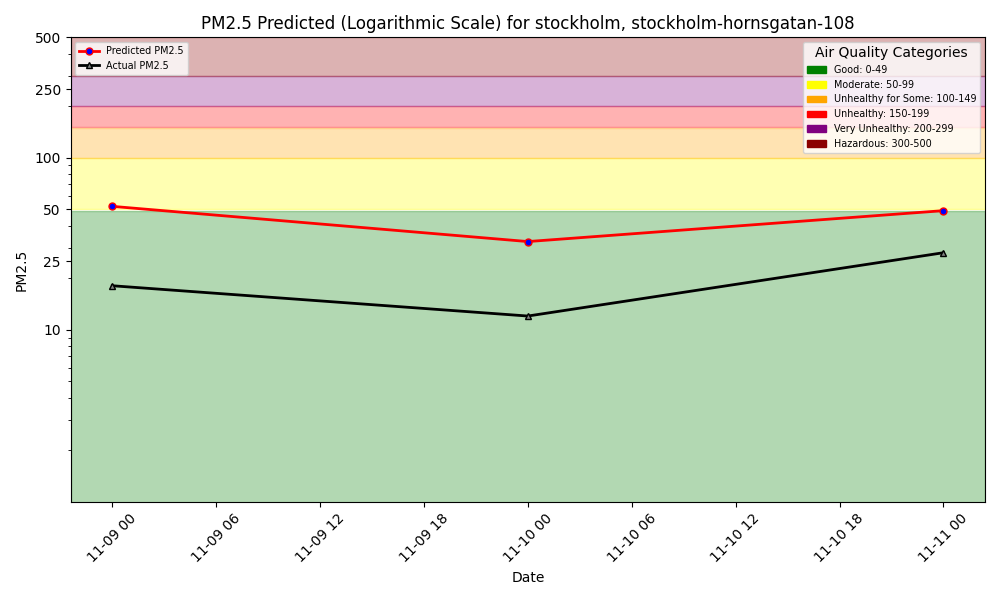 PM2.5 Predicted (Logarithmic Scale) for stockholm, stockholm-hornsgatan-108
Predicted PM2.5
Actual PM2.5
Air Quality Categories
Good: 0-49
Moderate: 50-99
Unhealthy for Some: 100-149
Unhealthy: 150-199
Very Unhealthy: 200-299
Hazardous: 300-500
PM2.5
500
250
100
50
25
10
11-09 00
11-09 06
11-09 12
11-09 18
11-10 00
11-10 06
11-10 12
11-10 18
11-11 00
Date